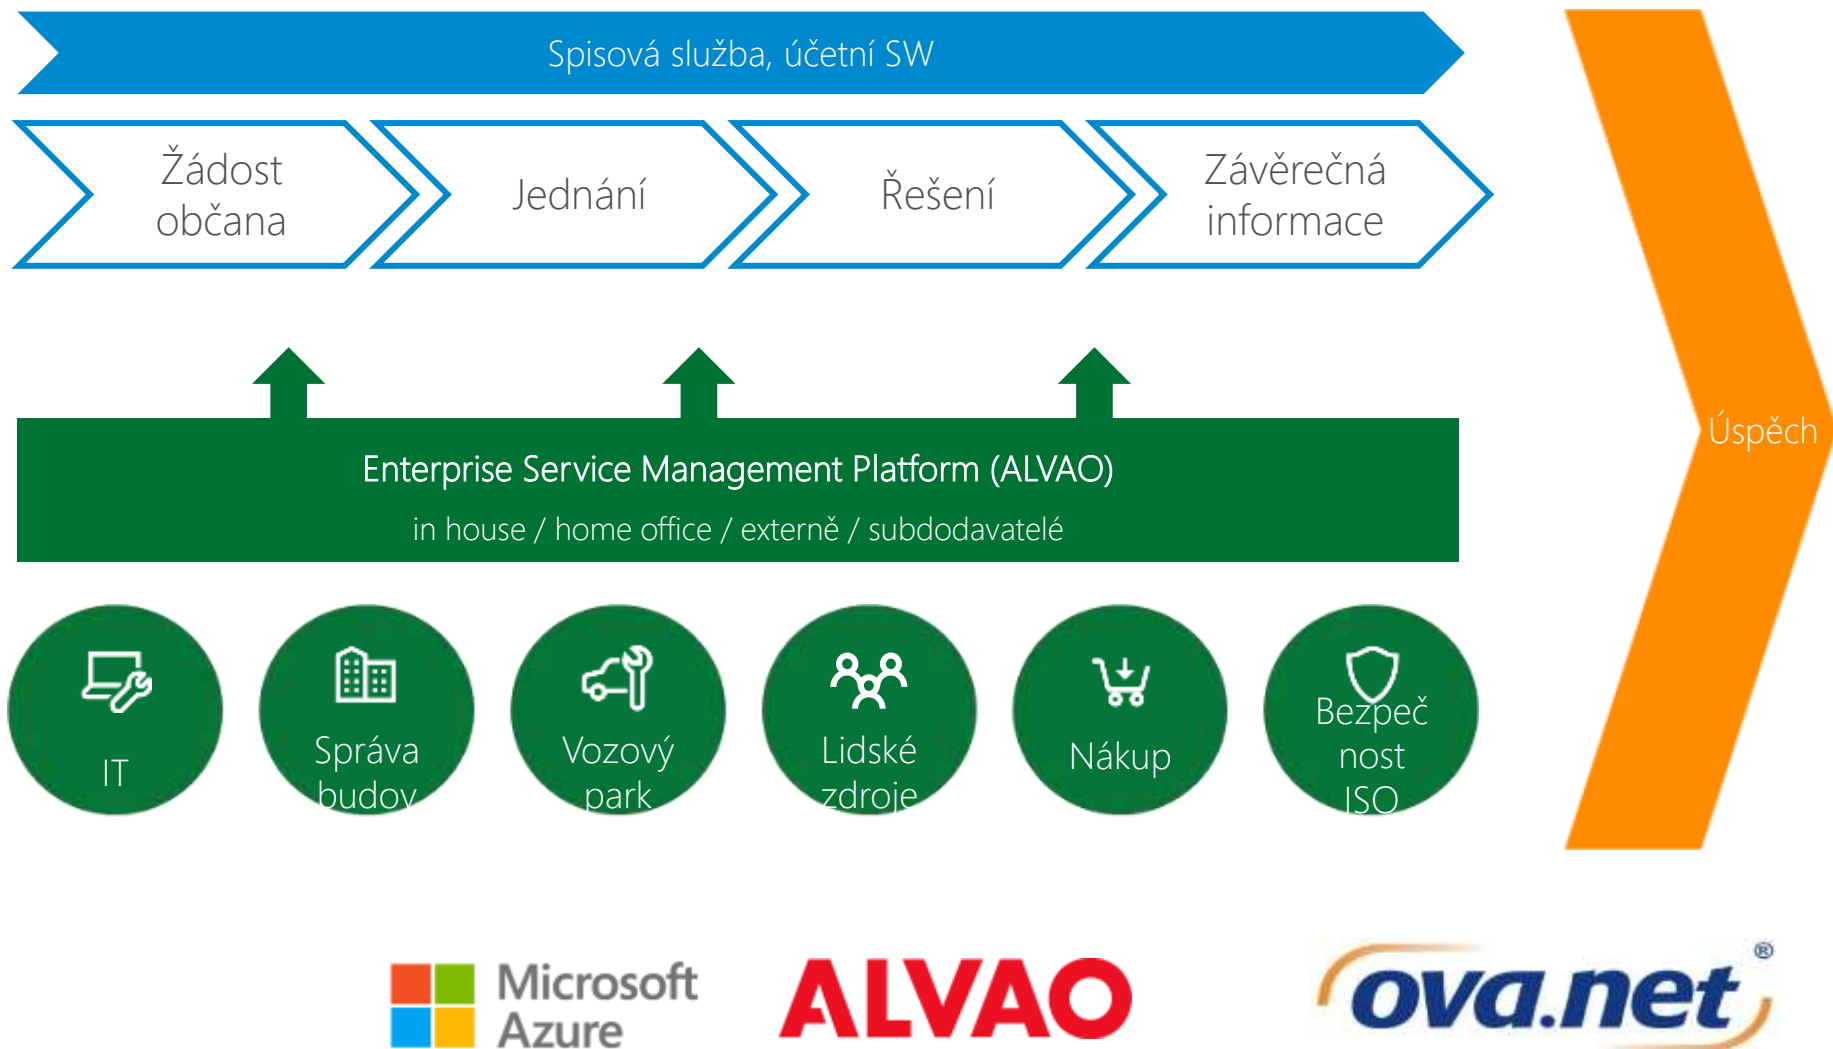 Spisová služba, účetní SW
Žádost
občana
Jednání
Řešení
Závěrečná
informace
Úspěch
Enterprise Service Management Platform (ALVAO)
in house / home office / externě / subdodavatelé
IT
Správa
budov
Vozový
park
Lidské
zdroje
Nákup
Bezpeč
nost
ISO
Microsoft
Azure
ALVAO
ova.net®